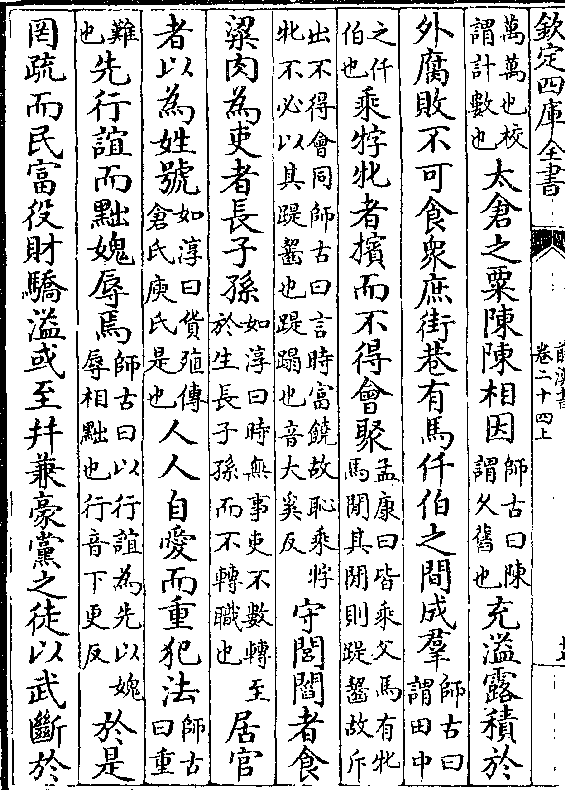 欽定四庫全書
卷二十四上
萬萬也校
謂計數也
太倉之粟陳陳相因
師古曰陳
謂久舊也
充溢露積於
外腐敗不可食衆庶街巷有馬仟伯之間成羣
師古曰
謂田中
之仟
伯也
乘牸牝者擯而不得會聚
孟康曰皆乘父馬有牝
馬閒其閒則踶齧故斥
出不得會同師古曰言時富饒故恥乘牸
牝不必以其踶齧也踶蹋也音大奚反
守閭閻者食
粱肉為吏者長子孫
如淳曰時無事吏不數轉至
於生長子孫而不轉職也
居官
者以為姓號
如淳曰貨殖傳
倉氏庾氏是也
人人自愛而重犯法
師古
曰重
難
也
先行誼而黜媿辱焉
師古曰以行誼為先以媿
辱相黜也行音下更反
於是
罔疏而民富役財驕溢或至并兼豪黨之徒以武斷於